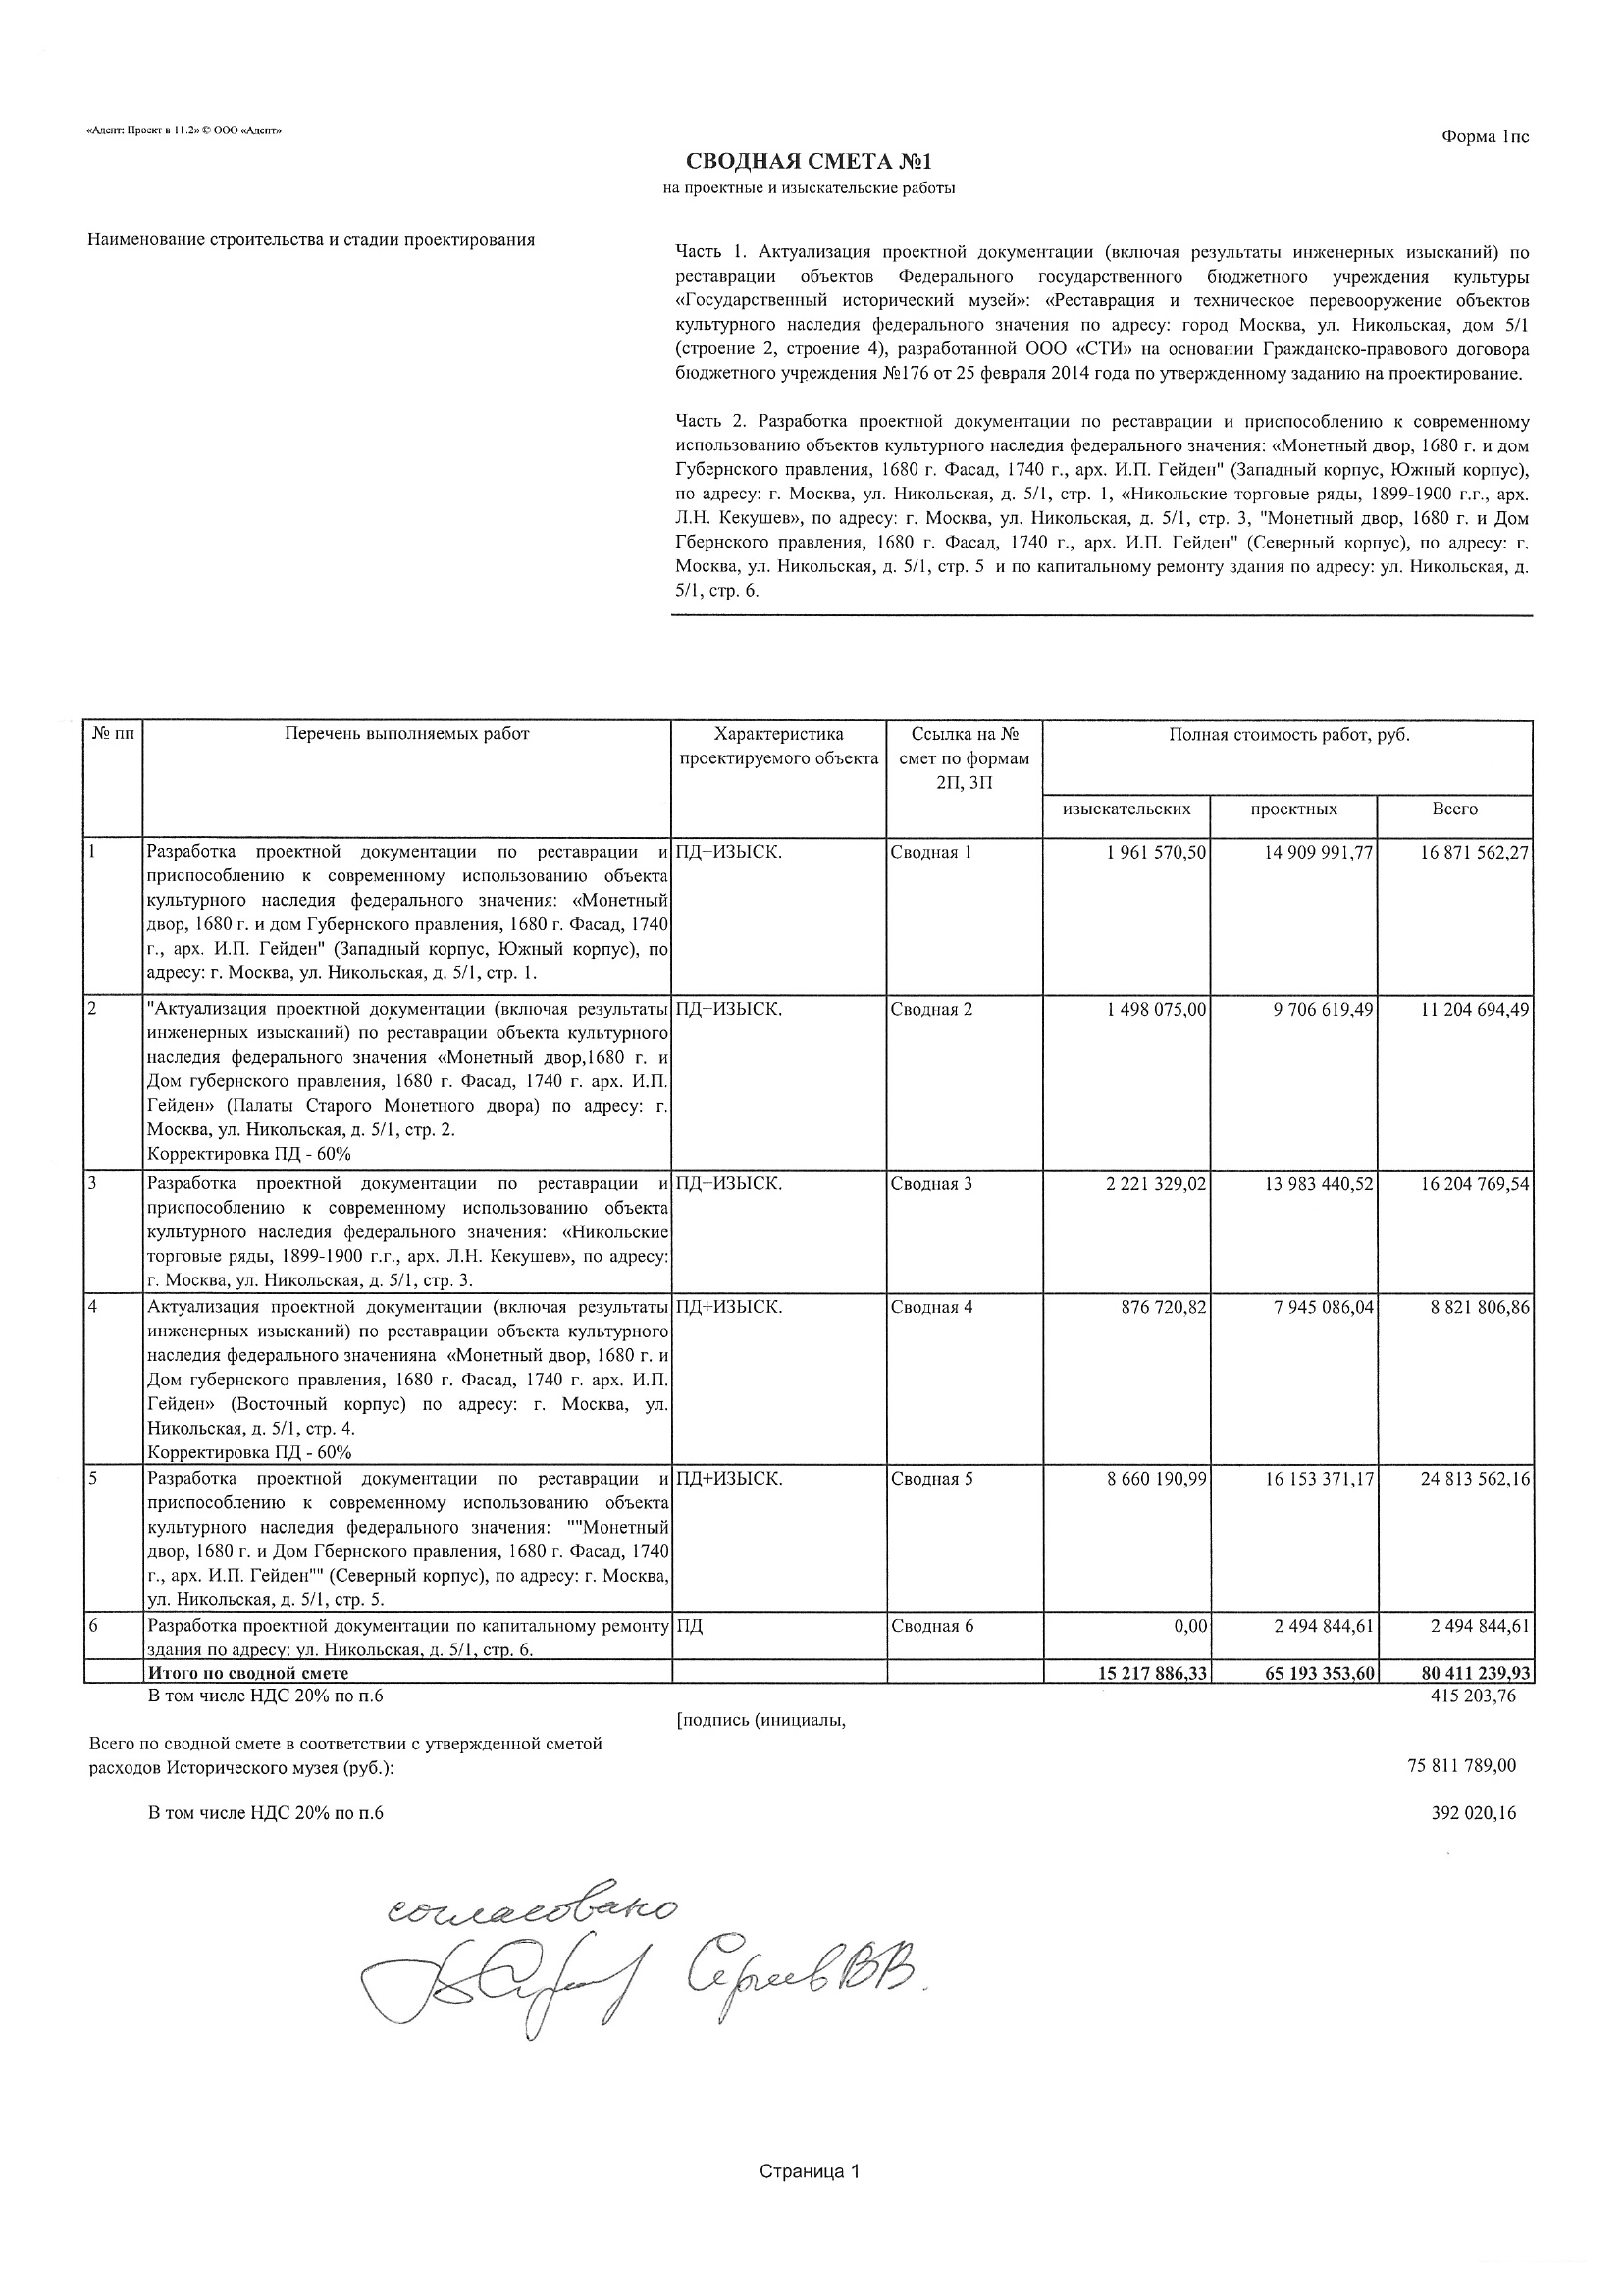 «Адепт: Проект в 11.2» © ООО «Адепт»
Форма 1пс
СВОДНАЯ СМЕТА №1
на проектные и изыскательские работы
Наименование строительства и стадии проектирования
Часть 1. Актуализация проектной документации (включая результаты инженерных изысканий) по
реставрации объектов Федерального государственного бюджетного учреждения культуры
«Государственный исторический музей»: «Реставрация и техническое перевооружение объектов
культурного наследия федерального значения по адресу: город Москва, ул. Никольская, дом 5/1
(строение 2, строение 4), разработанной ООО «СТИ» на основании Гражданско-правового договора
бюджетного учреждения №176 от 25 февраля 2014 года по утвержденному заданию на проектирование.
Часть 2. Разработка проектной документации по реставрации и приспособлению к современному
использованию объектов культурного наследия федерального значения: «Монетный двор, 1680 г. и дом
Губернского правления, 1680 г. Фасад, 1740 г., арх. И.П. Гейден" (Западный корпус, Южный корпус),
по адресу: г. Москва, ул. Никольская, д. 5/1, стр. 1, «Никольские торговые ряды, 1899-1900 г.г., арх.
Л.Н. Кекушев», по адресу: г. Москва, ул. Никольская, д. 5/1, стр. 3, "Монетный двор, 1680 г. и Дом
Гбернского правления, 1680 г. Фасад, 1740 г., арх. И.П. Гейден" (Северный корпус), по адресу: г.
Москва, ул. Никольская, д. 5/1, стр. 5 и по капитальному ремонту здания по адресу: ул. Никольская, д.
5/1, стр. 6.
№ пп Перечень выполняемых работ Характеристика Ссылка на № Полная стоимость работ, руб.
проектируемого объекта смет по формам
2П, 3П
изыскательских проектных Всего
1 Разработка проектной документации по реставрации и ПД+ИЗЫСК. Сводная 1 1 961 570,50 14 909 991,77 16 871 562,27
приспособлению к современному использованию объекта
культурного наследия федерального значения: «Монетный
двор, 1680 г. и дом Губернского правления, 1680 г. Фасад, 1740
г., арх. И.П. Гейден" (Западный корпус, Южный корпус), по
адресу: г. Москва, ул. Никольская, д. 5/1, стр. 1.
2 "Актуализация проектной документации (включая результаты ПД+ИЗЫСК. Сводная 2 1 498 075,00 9 706 619,49 11 204 694,49
инженерных изысканий) по реставрации объекта культурного
наследия федерального значения «Монетный двор,1680 г. и
Дом губернского правления, 1680 г. Фасад, 1740 г. арх. И.П.
Гейден» (Палаты Старого Монетного двора) по адресу: г.
Москва, ул. Никольская, д. 5/1, стр. 2.
Корректировка ПД - 60%
3 Разработка проектной документации по реставрации и ПД+ИЗЫСК. Сводная 3 2 221 329,02 13 983 440,52 16 204 769,54
приспособлению к современному использованию объекта
культурного наследия федерального значения: «Никольские
торговые ряды, 1899-1900 г.г., арх. Л.Н. Кекушев», по адресу:
г. Москва, ул. Никольская, д. 5/1, стр. 3.
4 Актуализация проектной документации (включая результаты ПД+ИЗЫСК. Сводная 4 876 720,82 7 945 086,04 8 821 806,86
инженерных изысканий) по реставрации объекта культурного
наследия федерального значенияна «Монетный двор, 1680 г. и
Дом губернского правления, 1680 г. Фасад, 1740 г. арх. И.П.
Гейден» (Восточный корпус) по адресу: г. Москва, ул.
Никольская, д. 5/1, стр. 4.
Корректировка ПД - 60%
5 Разработка проектной документации по реставрации и ПД+ИЗЫСК. Сводная 5 8 660 190,99 16 153 371,17 24 813 562,16
приспособлению к современному использованию объекта
культурного наследия федерального значения: ""Монетный
двор, 1680 г. и Дом Гбернского правления, 1680 г. Фасад, 1740
г., арх. И.П. Гейден"" (Северный корпус), по адресу: г. Москва,
ул. Никольская, д. 5/1, стр. 5.
6 Разработка проектной документации по капитальному ремонту ПД Сводная 6 0,00 2 494 844,61 2 494 844,61
здания по адресу: ул. Никольская, д. 5/1, стр. 6.
Итого по сводной смете 15 217 886,33 65 193 353,60 80 411 239,93
В том числе НДС 20% по п.6 415 203,76
[подпись (инициалы,
Всего по сводной смете в соответствии с утвержденной сметой
расходов Исторического музея (руб.): 75 811 789,00
В том числе НДС 20% по п.6 392 020,16
согласовано
ВВ.
Страница 1